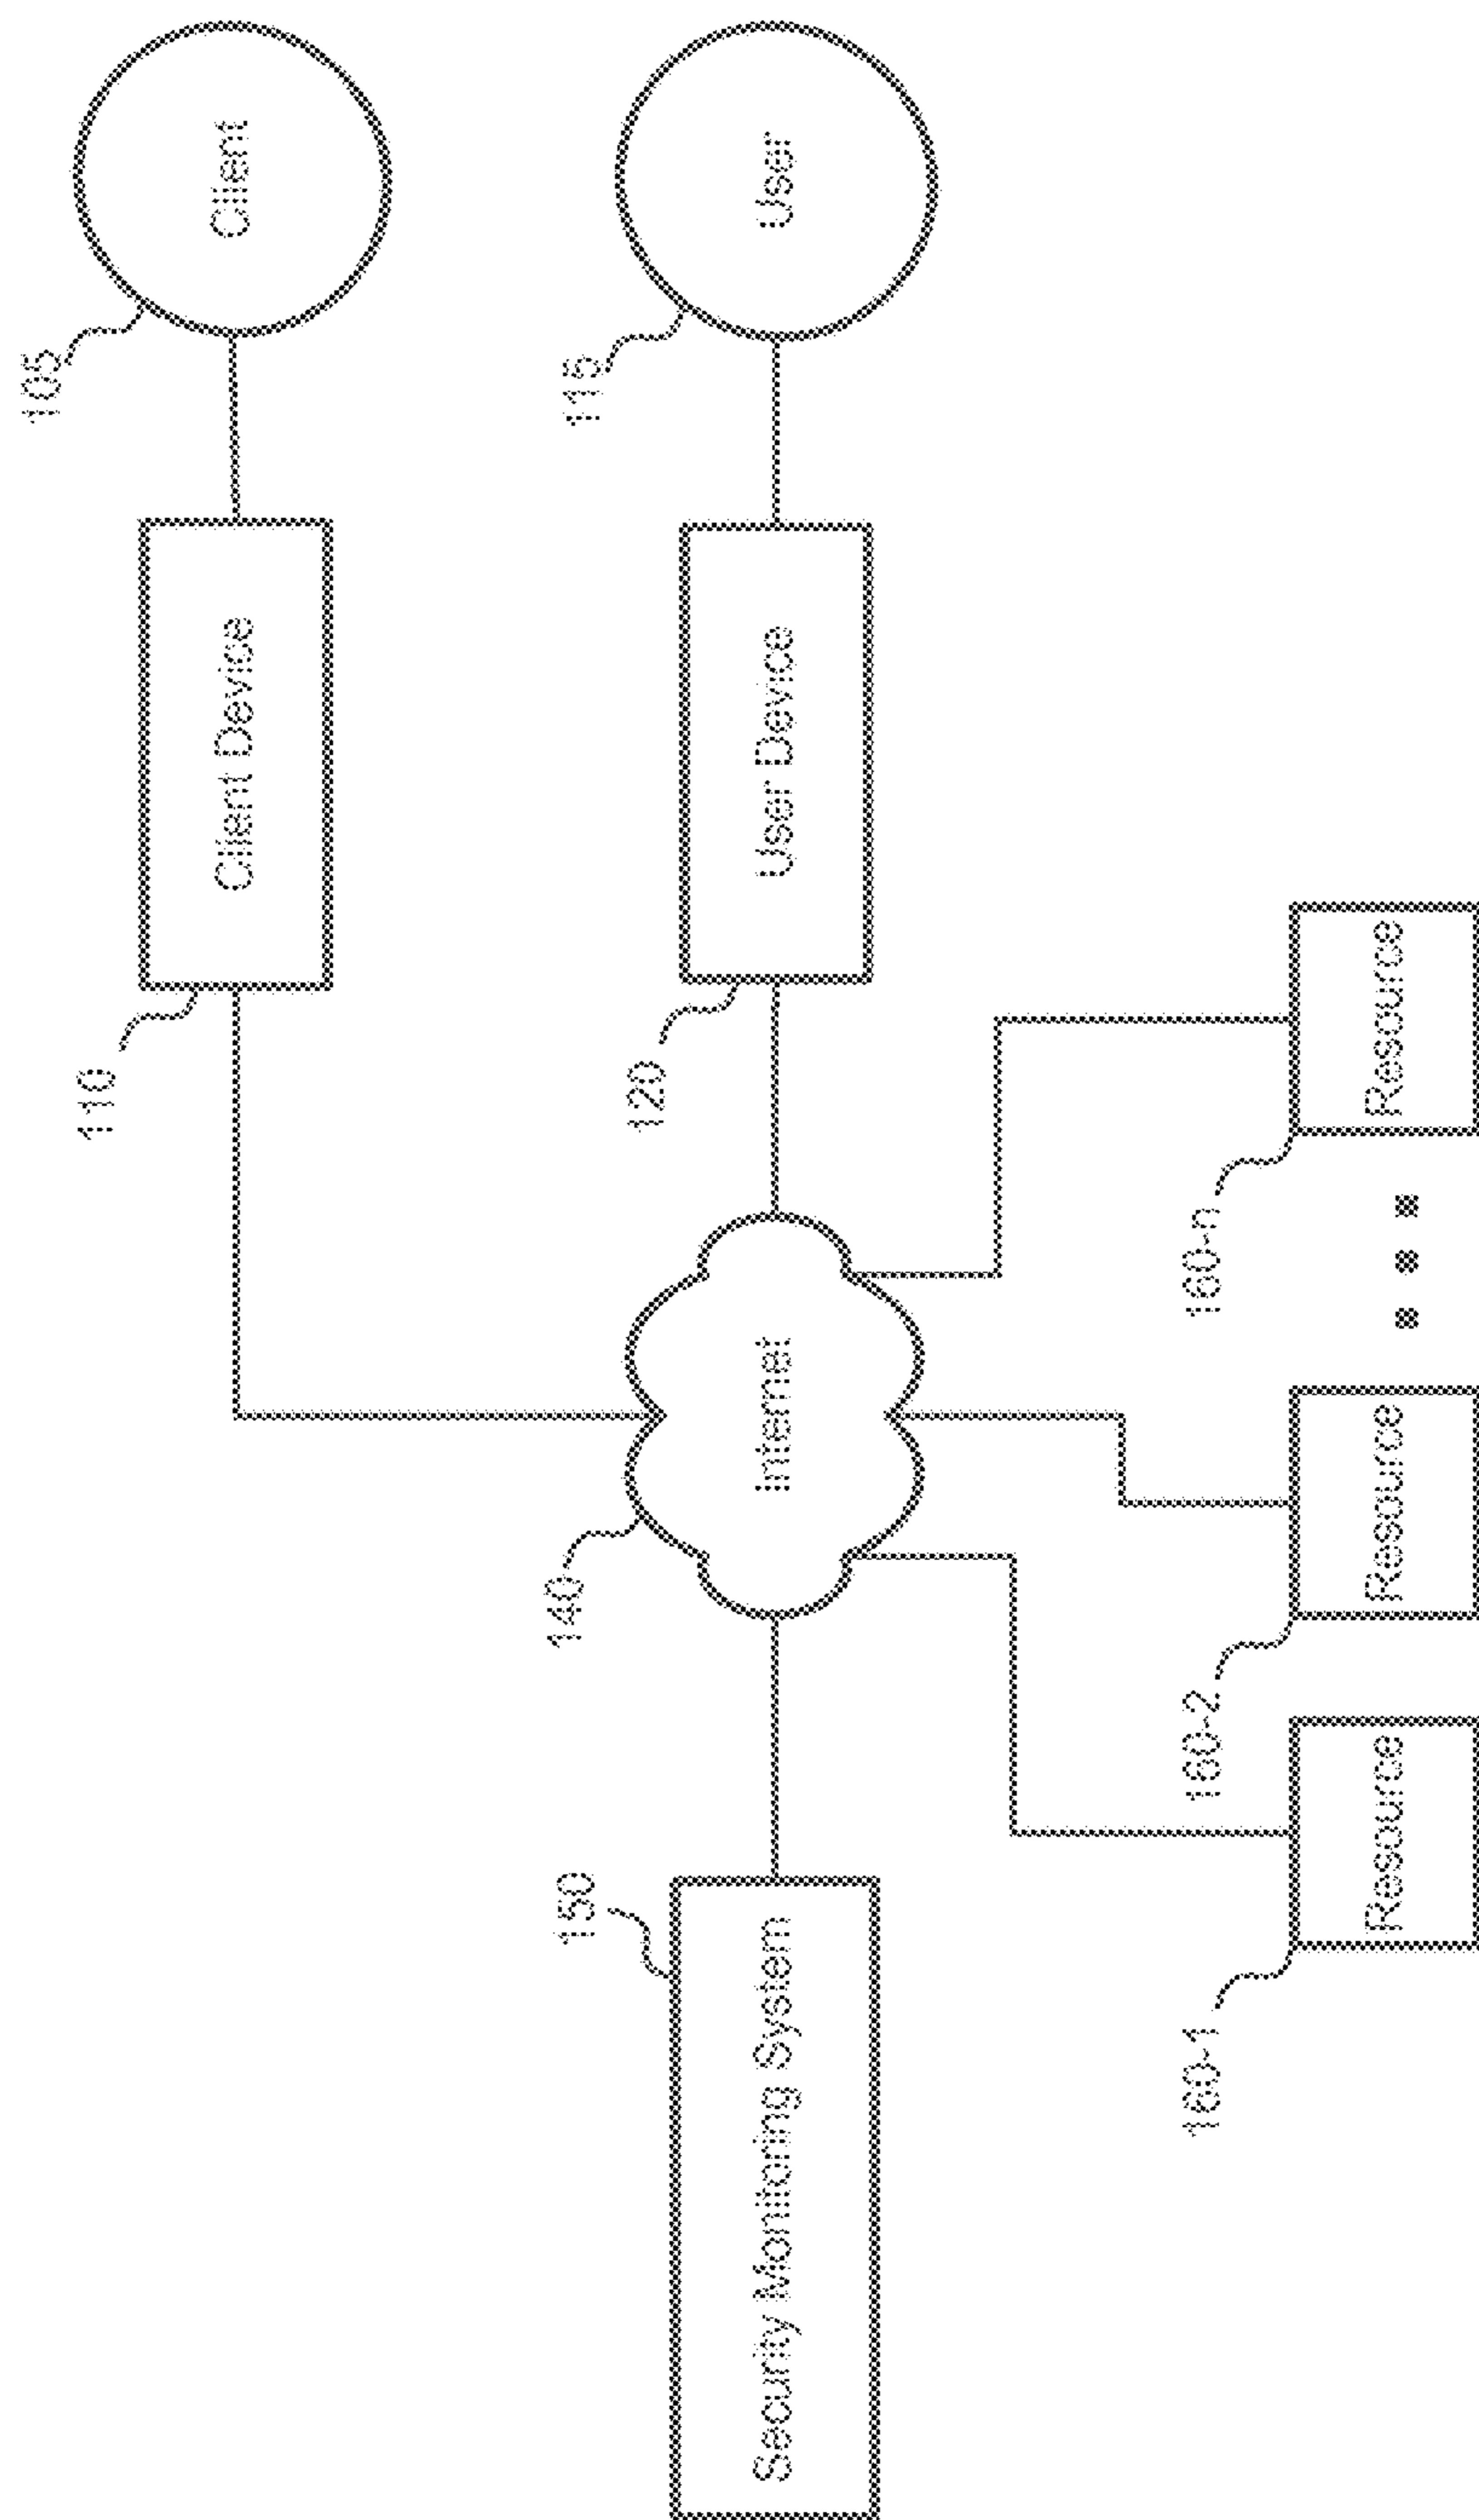 105
110
Client Device
Client
150
140
120
115
Security Monitoring System
Internet
User Device
User
160-1
160-2
160-n
Resource
Resource
Resource